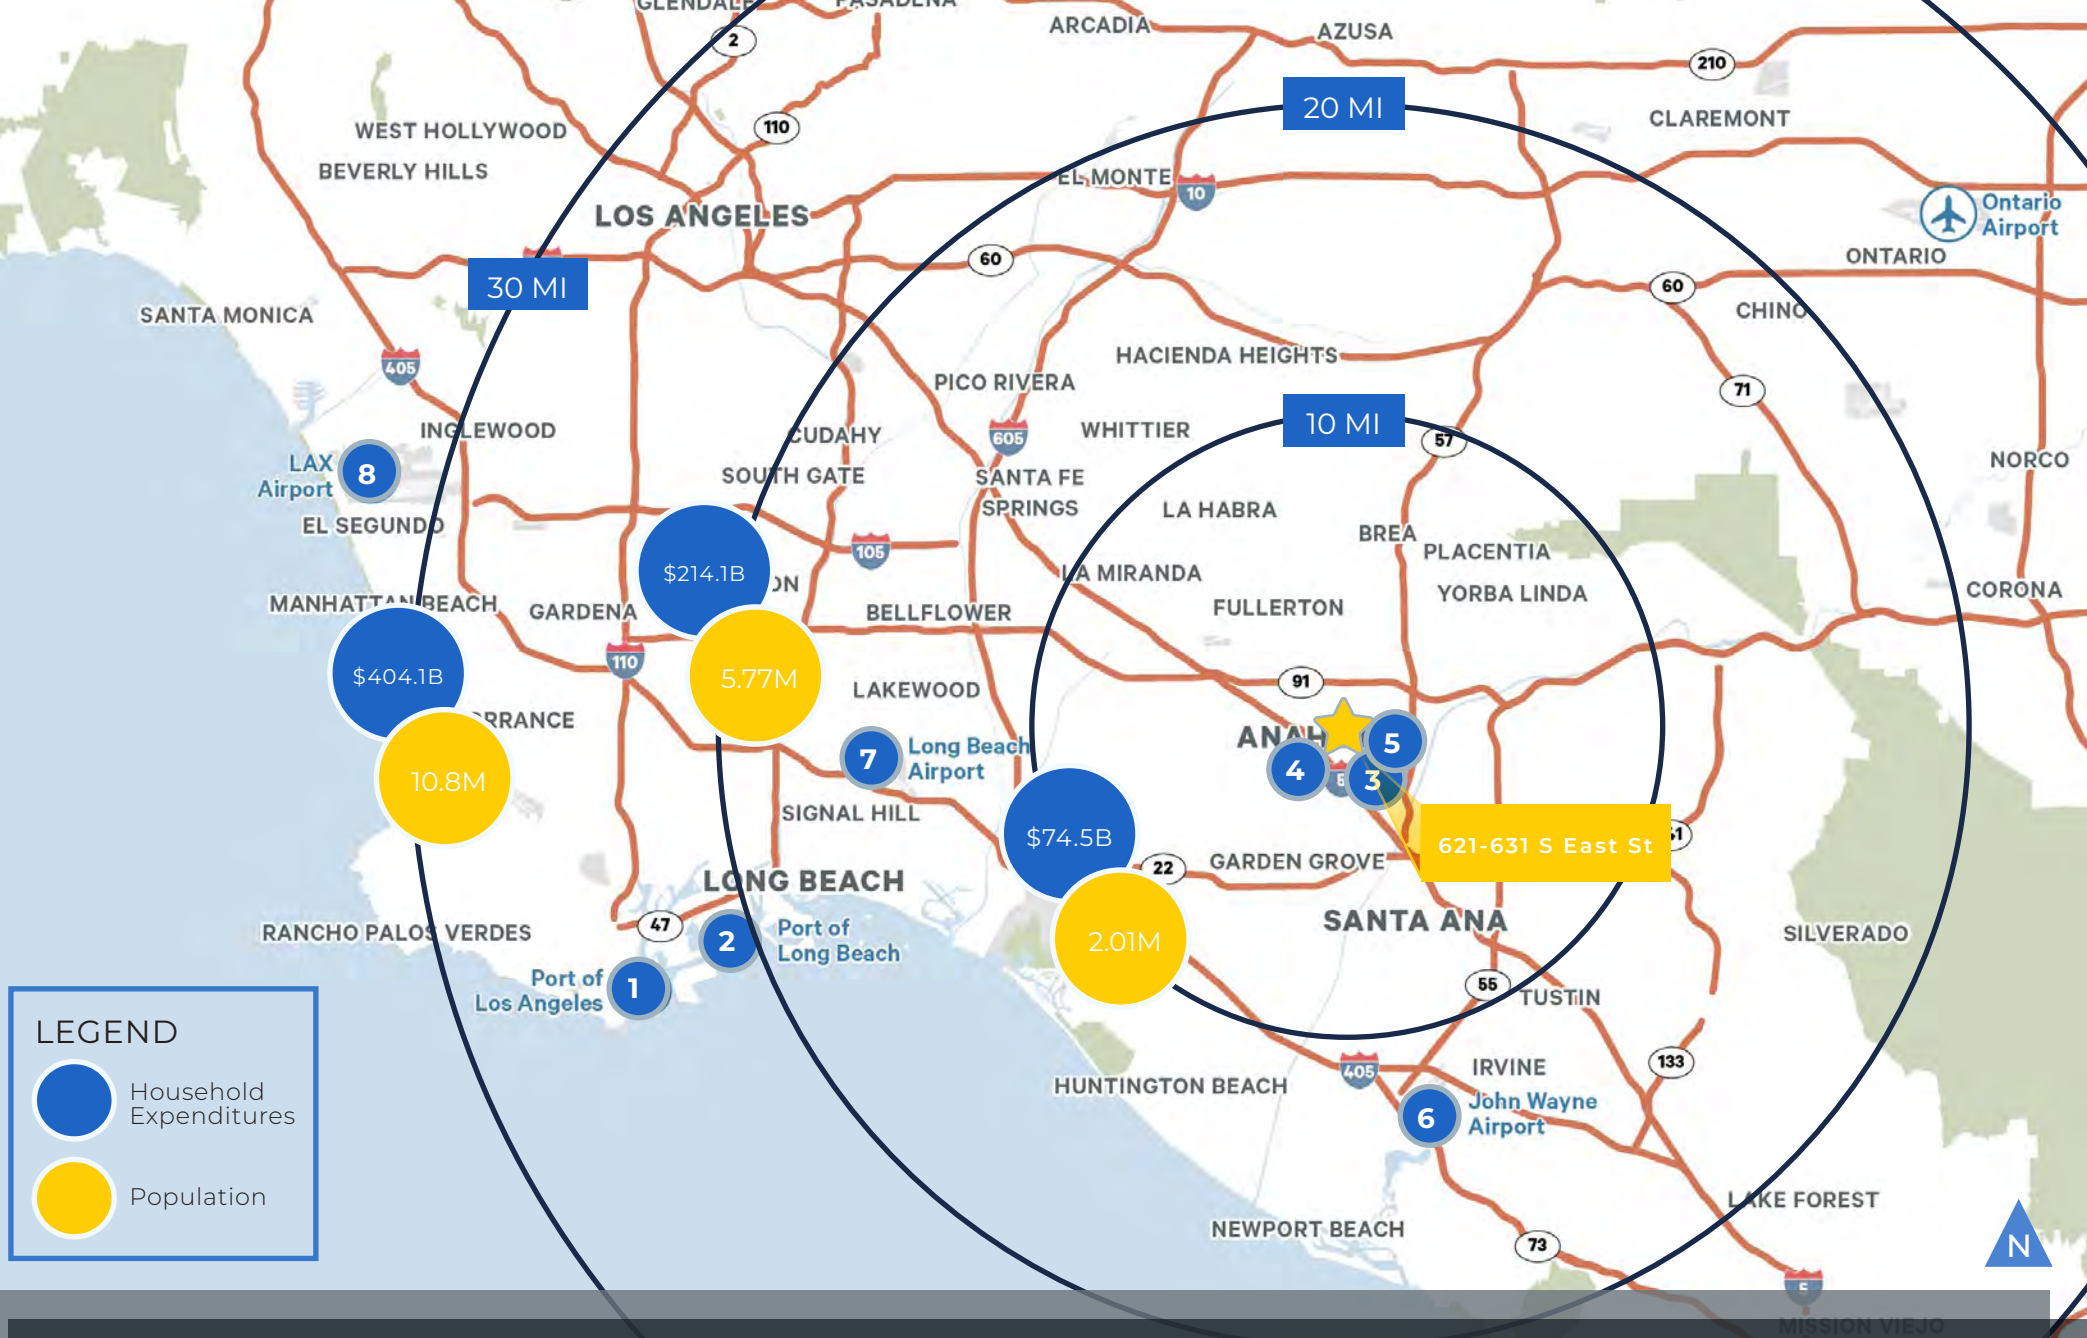 GLENDALE
PASADENA
ARCADIA
AZUSA
2
210
20 MI
110
CLAREMONT
WEST HOLLYWOOD
BEVERLY HILLS
EL MONTE
10
LOS ANGELES
Ontario
Airport
ONTARIO
60
30 MI
60
CHINO
SANTA MONICA
HACIENDA HEIGHTS
405
PICO RIVERA
71
10 MI
INGLEWOOD
CUDAHY
605
WHITTIER
57
NORCO
LAX
Airport
8
SOUTH GATE
SANTA FE
SPRINGS
LA HABRA
EL SEGUNDO
BREA
105
PLACENTIA
$214.1B
ON
LA MIRANDA
YORBA LINDA
CORONA
MANHATTAN BEACH
GARDENA
BELLFLOWER
FULLERTON
110
$404.1B
5.77M
LAKEWOOD
91
ORRANCE
ANAH
5
7
Long Beach
Airport
4
5
3
10.8M
SIGNAL HILL
$74.5B
621-631 S East St
41
22
GARDEN GROVE
LONG BEACH
SANTA ANA
47
2
Port of
Long Beach
2.01M
RANCHO PALOS VERDES
SILVERADO
Port of
Los Angeles
1
55
TUSTIN
LEGEND
Household
Expenditures
Population
133
405
IRVINE
HUNTINGTON BEACH
6
John Wayne
Airport
LAKE FOREST
NEWPORT BEACH
73
N
5
MISSION VIEJO